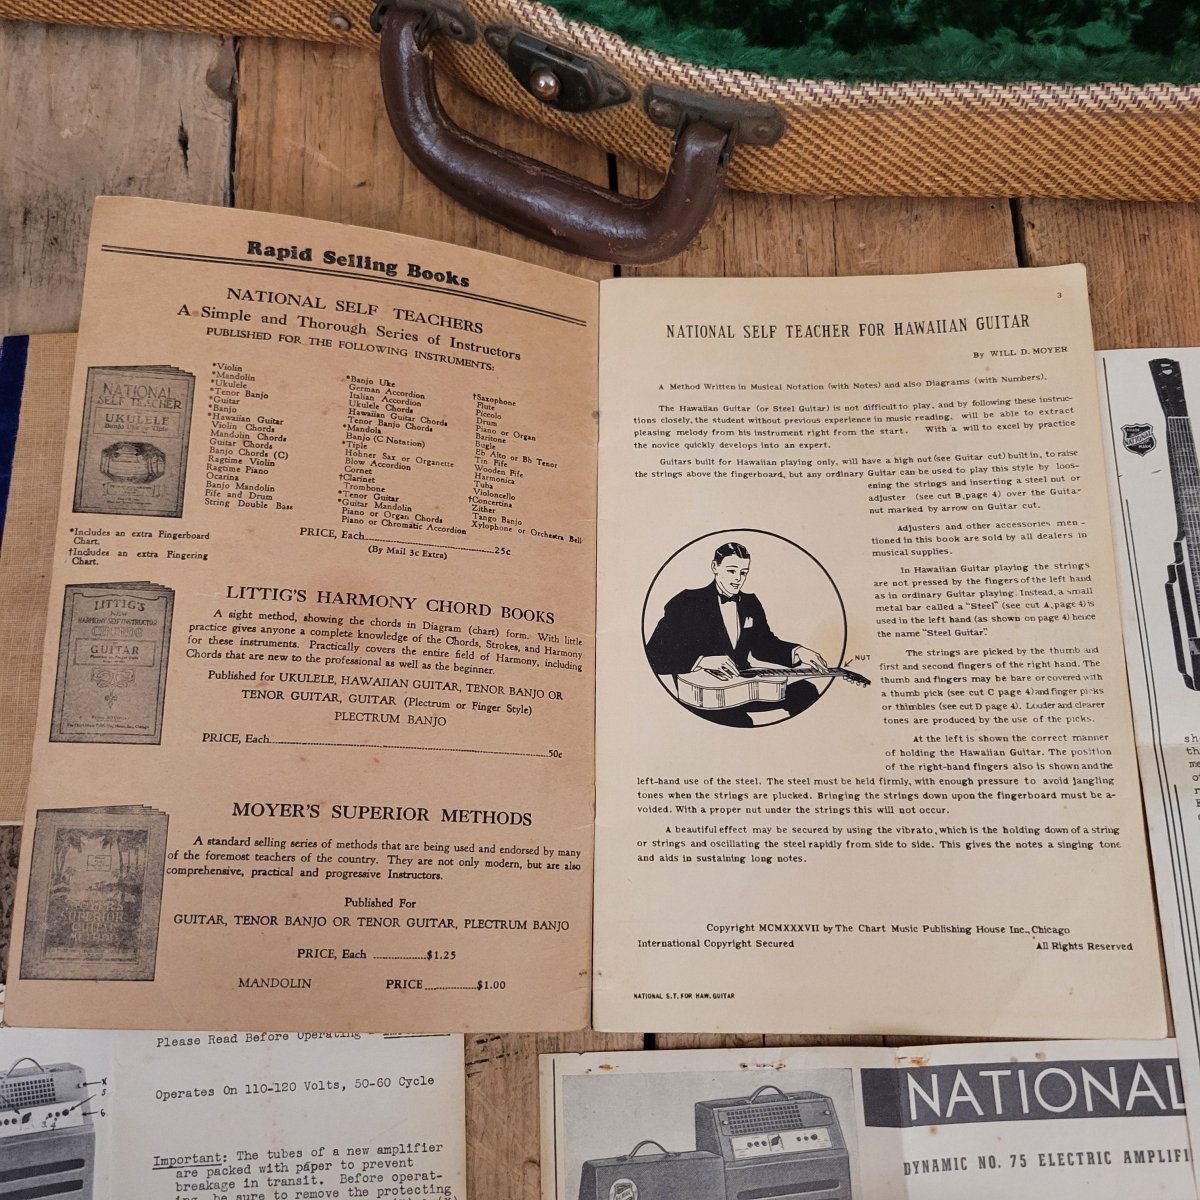 Rapid Selling Books
NATIONAL SELF TEACHERS
A Simple and Thorough Series of Instructors
PUBLISHED FOR THE FOLLOWING INSTRUMENTS:
NATIONAL
SELF TEACHER
UKULELE
Banjo Uke or Tiple
*Violin
*Mandolin
*Ukulele
*Tenor Banjo
*Guitar
*Banjo
*Hawaiian Guitar
Violin Chords
Mandolin Chords
Guitar Chords
Banjo Chords (C)
Ragtime Violin
Ragtime Piano
Ocarina
Banjo Mandolin
Fife and Drum
String Double Bass
*Banjo Uke
German Accordion
Italian Accordion
Ukulele Chords
Hawaiian Guitar Chords
Tenor Banjo Chords
*Mandola
Banjo (C Notation)
*Tiple
Hohner Sax or Organette
Blow Accordion
Cornet
†Clarinet
Trombone
*Tenor Guitar
*Guitar Mandolin
Piano or Organ Chords
Piano or Chromatic Accordion
†Saxophone
Flute
Piccolo
Drum
Piano or Organ
Baritone
Bugle
Eb Alto or Bb Tenor
Tin Fife
Wooden Fife
Harmonica
Tuba
Violoncello
†Concertina
Zither
Tango Banjo
Xylophone or Orchestra Bell
*Includes an extra Fingerboard
Chart.
†Includes an extra Fingering
Chart.
PRICE, Each 25c
(By Mail 3c Extra)
LITTIG'S
NEW
HARMONY SELF INSTRUCTOR
CHORD
GUITAR
LITTIG'S HARMONY CHORD BOOKS
A sight method, showing the chords in Diagram (chart) form. With little
practice gives anyone a complete knowledge of the Chords, Strokes, and Harmony
for these instruments. Practically covers the entire field of Harmony, including
Chords that are new to the professional as well as the beginner.
Published for UKULELE, HAWAIIAN GUITAR, TENOR BANJO OR
TENOR GUITAR, GUITAR (Plectrum or Finger Style)
PLECTRUM BANJO
PRICE, Each 50c
SUPERIOR
GUITAR
METHOD
MOYER'S SUPERIOR METHODS
A standard selling series of methods that are being used and endorsed by many
of the foremost teachers of the country. They are not only modern, but are also
comprehensive, practical and progressive Instructors.
Published For
GUITAR, TENOR BANJO OR TENOR GUITAR, PLECTRUM BANJO
PRICE, Each $1.25
MANDOLIN PRICE $1.00
3
NATIONAL SELF TEACHER FOR HAWAIIAN GUITAR
By WILL D. MOYER
A Method Written in Musical Notation (with Notes) and also Diagrams (with Numbers).
The Hawaiian Guitar (or Steel Guitar) is not difficult to play, and by following these instruc-
tions closely, the student without previous experience in music reading, will be able to extract
pleasing melody from his instrument right from the start. With a will to excel by practice
the novice quickly develops into an expert.
Guitars built for Hawaiian playing only, will have a high nut (see Guitar cut) built in, to raise
the strings above the fingerboard, but any ordinary Guitar can be used to play this style by loos-
ening the strings and inserting a steel nut or
adjuster (see cut B, page 4) over the Guita-
nut marked by arrow on Guitar cut.
Adjusters and other accessories men-
tioned in this book are sold by all dealers in
musical supplies.
In Hawaiian Guitar playing the strings
are not pressed by the fingers of the left hand
as in ordinary Guitar playing. Instead, a small
metal bar called a "Steel" (see cut A, page 4) is
used in the left hand (as shown on page 4) hence
the name "Steel Guitar".
NUT
The strings are picked by the thumb and
first and second fingers of the right hand. The
thumb and fingers may be bare or covered with
a thumb pick (see cut C page 4) and finger picks
or thimbles (see cut D page 4). Louder and clearer
tones are produced by the use of the picks.
At the left is shown the correct manner
of holding the Hawaiian Guitar. The position
of the right-hand fingers also is shown and the
left-hand use of the steel. The steel must be held firmly, with enough pressure to avoid jangling
tones when the strings are plucked. Bringing the strings down upon the fingerboard must be a-
voided. With a proper nut under the strings this will not occur.
A beautiful effect may be secured by using the vibrato, which is the holding down of a string
or strings and oscillating the steel rapidly from side to side. This gives the notes a singing tone
and aids in sustaining long notes.
Copyright MCMXXXVII by The Chart Music Publishing House Inc., Chicago
International Copyright Secured All Rights Reserved
NATIONAL S.T. FOR HAW. GUITAR
NATIONAL
Please Read Before Operating -
Operates On 110-120 Volts, 50-60 Cycle
X
5
6
Important: The tubes of a new amplifier
are packed with paper to prevent
breakage in transit. Before operat-
ing, be sure to remove the protecting
NATIONAL
DYNAMIC NO. 75 ELECTRIC AMPLIFI